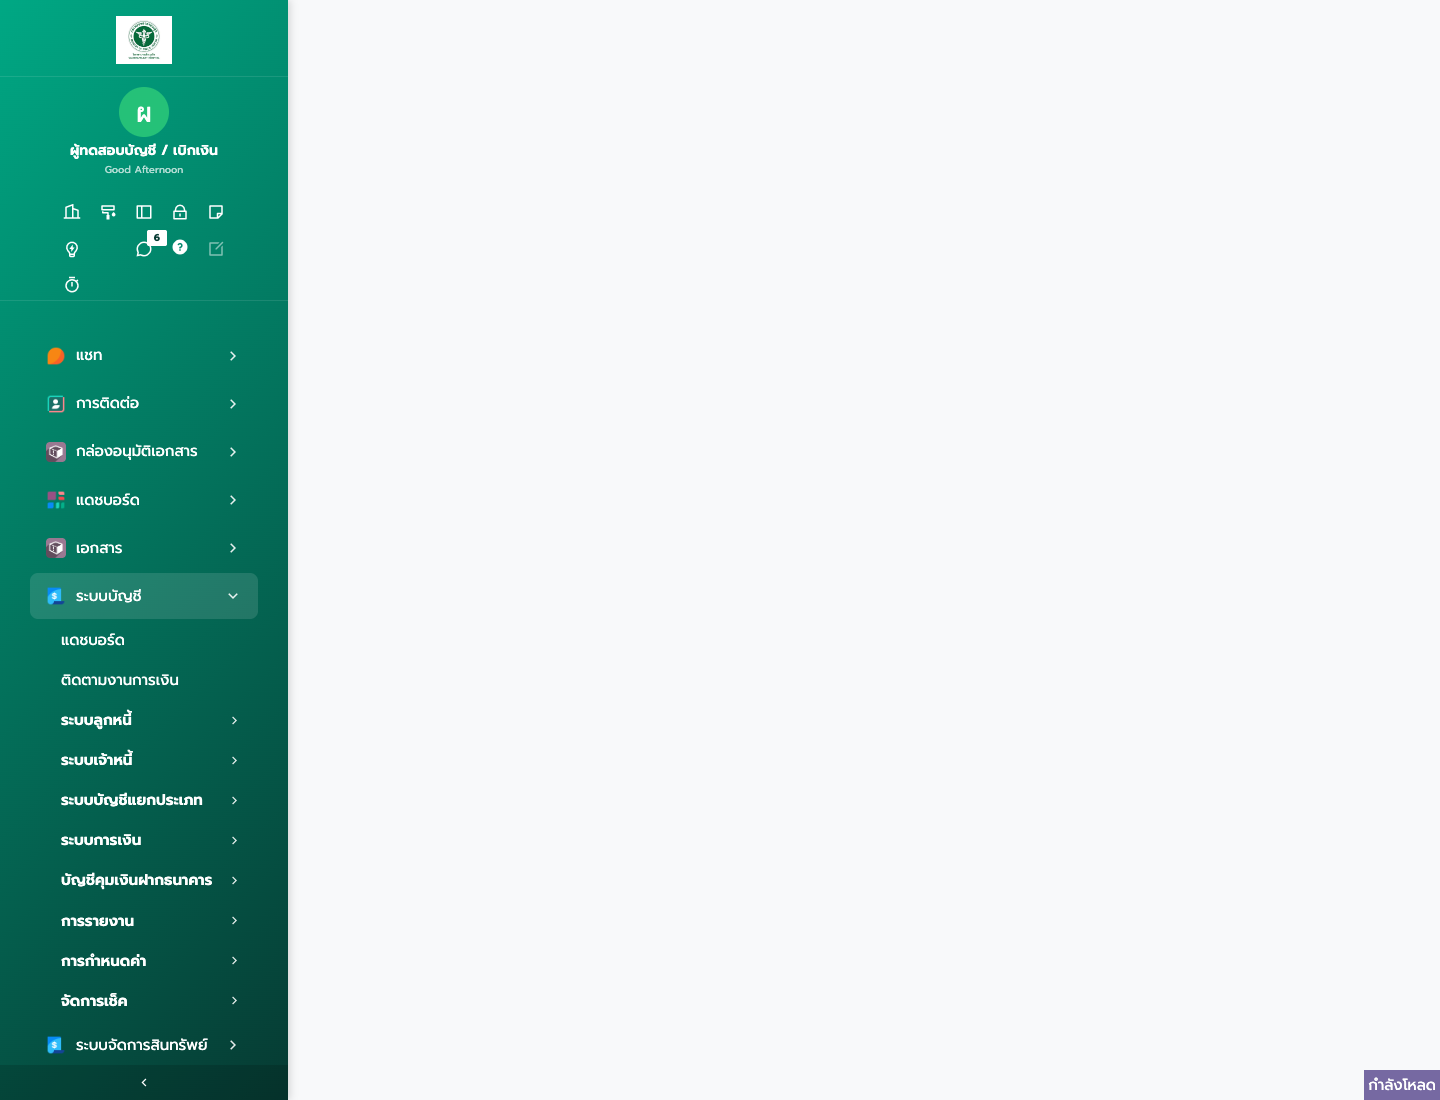 ผ
ผู้ทดสอบบัญชี / เบิกเงิน
Good Afternoon
6
?
แชท
การติดต่อ
กล่องอนุมัติเอกสาร
แดชบอร์ด
เอกสาร
ระบบบัญชี
แดชบอร์ด
ติดตามงานการเงิน
ระบบลูกหนี้
ระบบเจ้าหนี้
ระบบบัญชีแยกประเภท
ระบบการเงิน
บัญชีคุมเงินฝากธนาคาร
การรายงาน
การกำหนดค่า
จัดการเช็ค
ระบบจัดการสินทรัพย์
กำลังโหลด